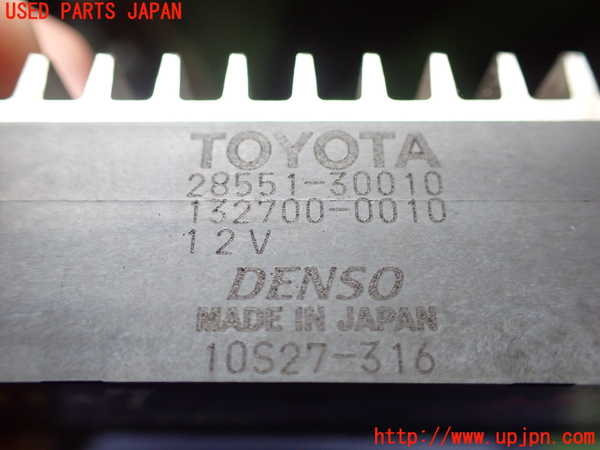 USED PARTS JAPAN
TOYOTA
28551-30010
132700-0010
12V
DENSO
MADE IN JAPAN
10S27-316
http://www.upjpn.com